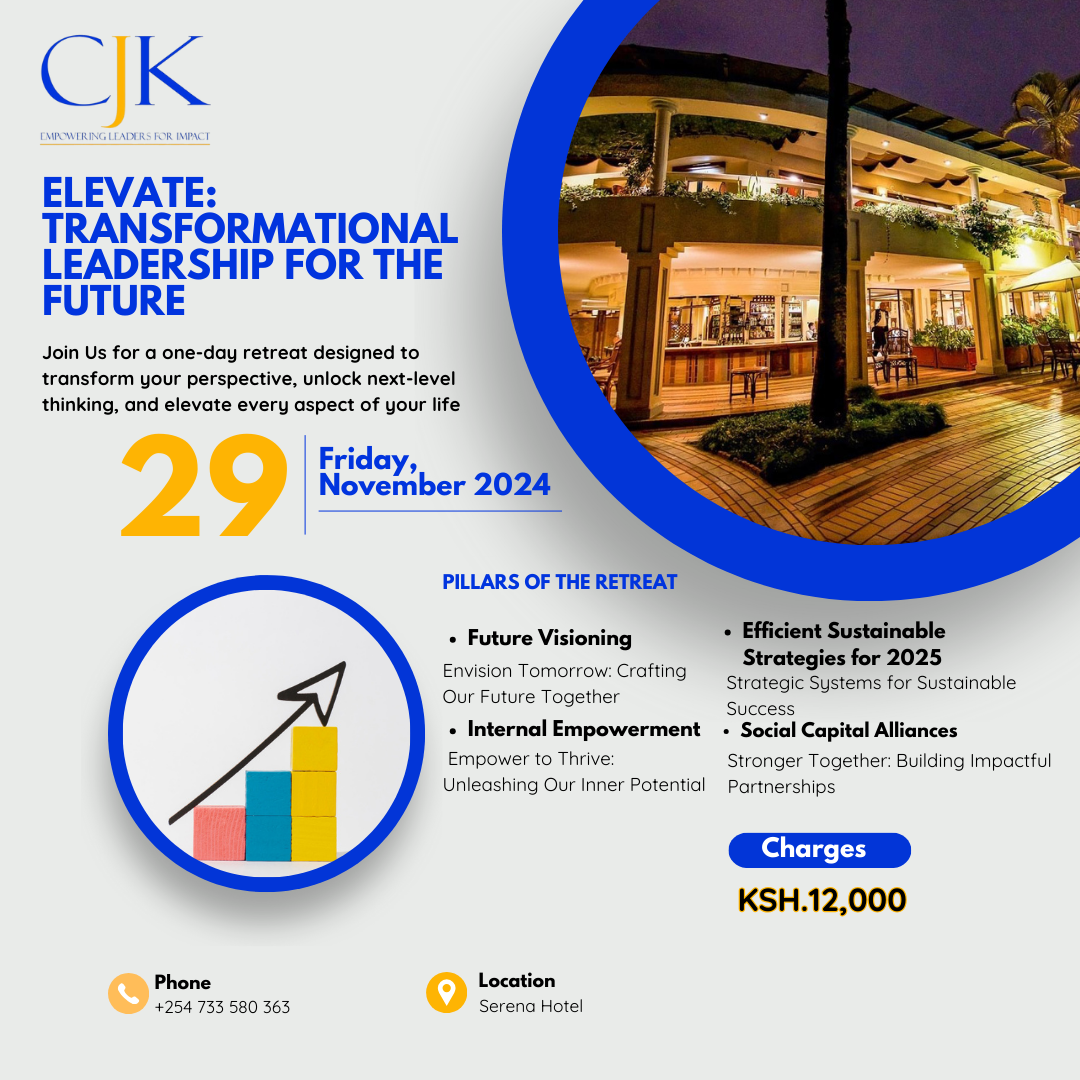 CJK
EMPOWERING LEADERS FOR IMPACT
ELEVATE:
TRANSFORMATIONAL
LEADERSHIP FOR THE
FUTURE
Join Us for a one-day retreat designed to
transform your perspective, unlock next-level
thinking, and elevate every aspect of your life
29
Friday,
November 2024
PILLARS OF THE RETREAT
• Future Visioning
Envision Tomorrow: Crafting
Our Future Together
• Internal Empowerment
Empower to Thrive:
Unleashing Our Inner Potential
• Efficient Sustainable
Strategies for 2025
Strategic Systems for Sustainable
Success
• Social Capital Alliances
Stronger Together: Building Impactful
Partnerships
Charges
KSH.12,000
Phone
+254 733 580 363
Location
Serena Hotel